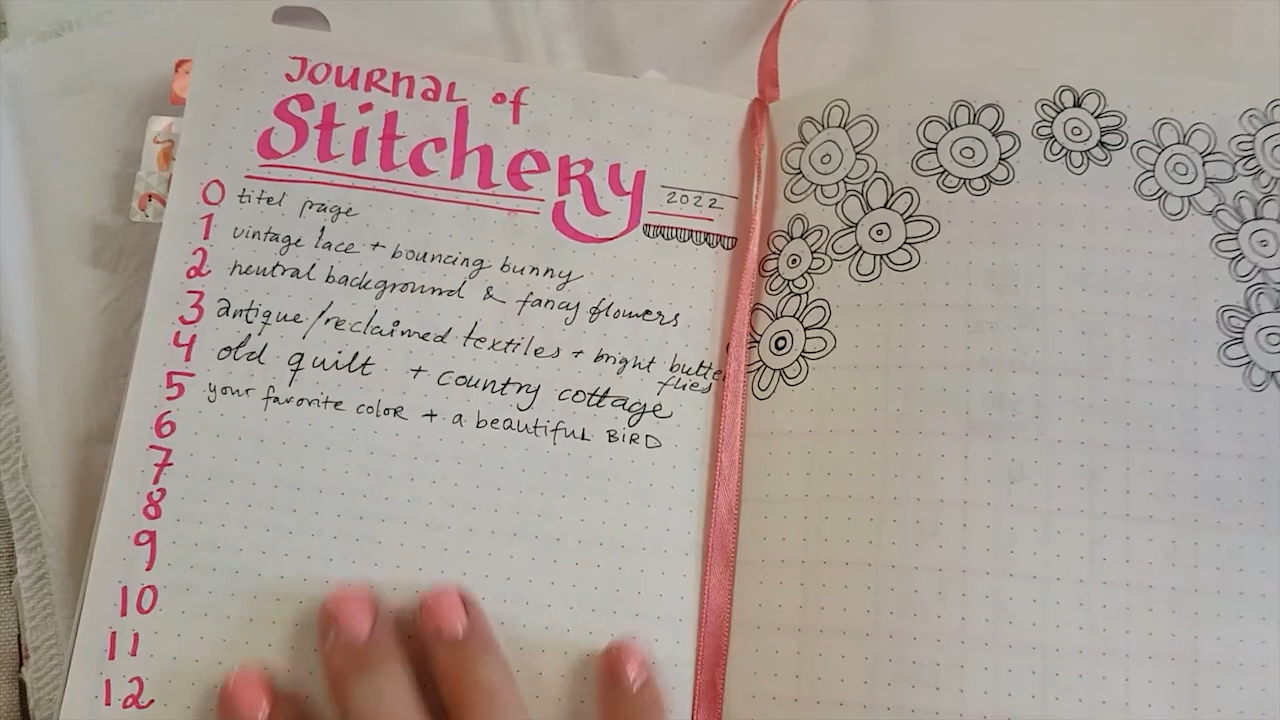 JOURNAL of
StitchERy
2022
0 titel page
1 vintage lace + bouncing bunny
2 neutral background & fancy flowers
3 antique/reclaimed textiles + bright butter
flies
4 old quilt + country cottage
5 your favorite coloR + a beautifuL BiRD
6
7
8
9
10
11
12